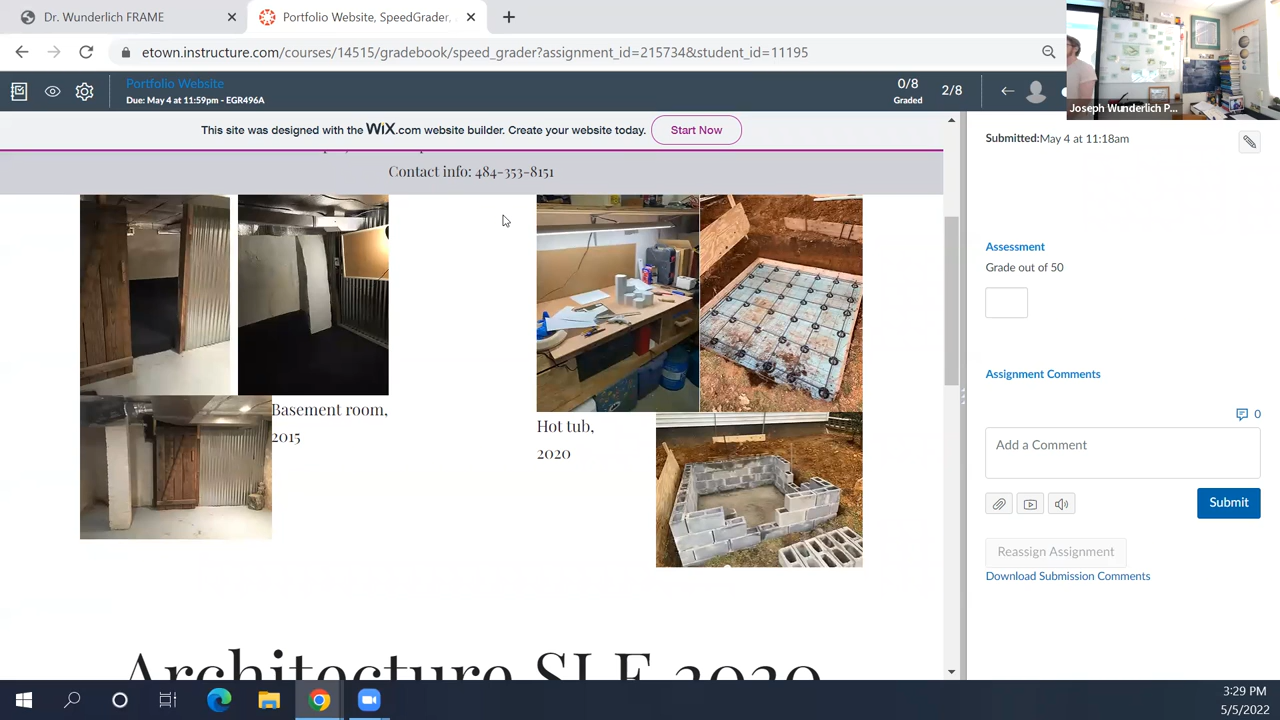 Dr. Wunderlich FRAME
Portfolio Website, SpeedGrader,
etown.instructure.com/courses/14517/gradebook/speed_grader?assignment_id=215734&student_id=11195
Portfolio Website
Due: May 4 at 11:59pm - EGR496A
0/8
Graded
2/8
Joseph Wunderlich P...
This site was designed with the WiX.com website builder. Create your website today.
Start Now
Contact info: 484-353-8151
Submitted:May 4 at 11:18am
Assessment
Grade out of 50
Assignment Comments
0
Add a Comment
Submit
Reassign Assignment
Download Submission Comments
Basement room,
2015
Hot tub,
2020
Architecture SLE 2020
3:29 PM
5/5/2022